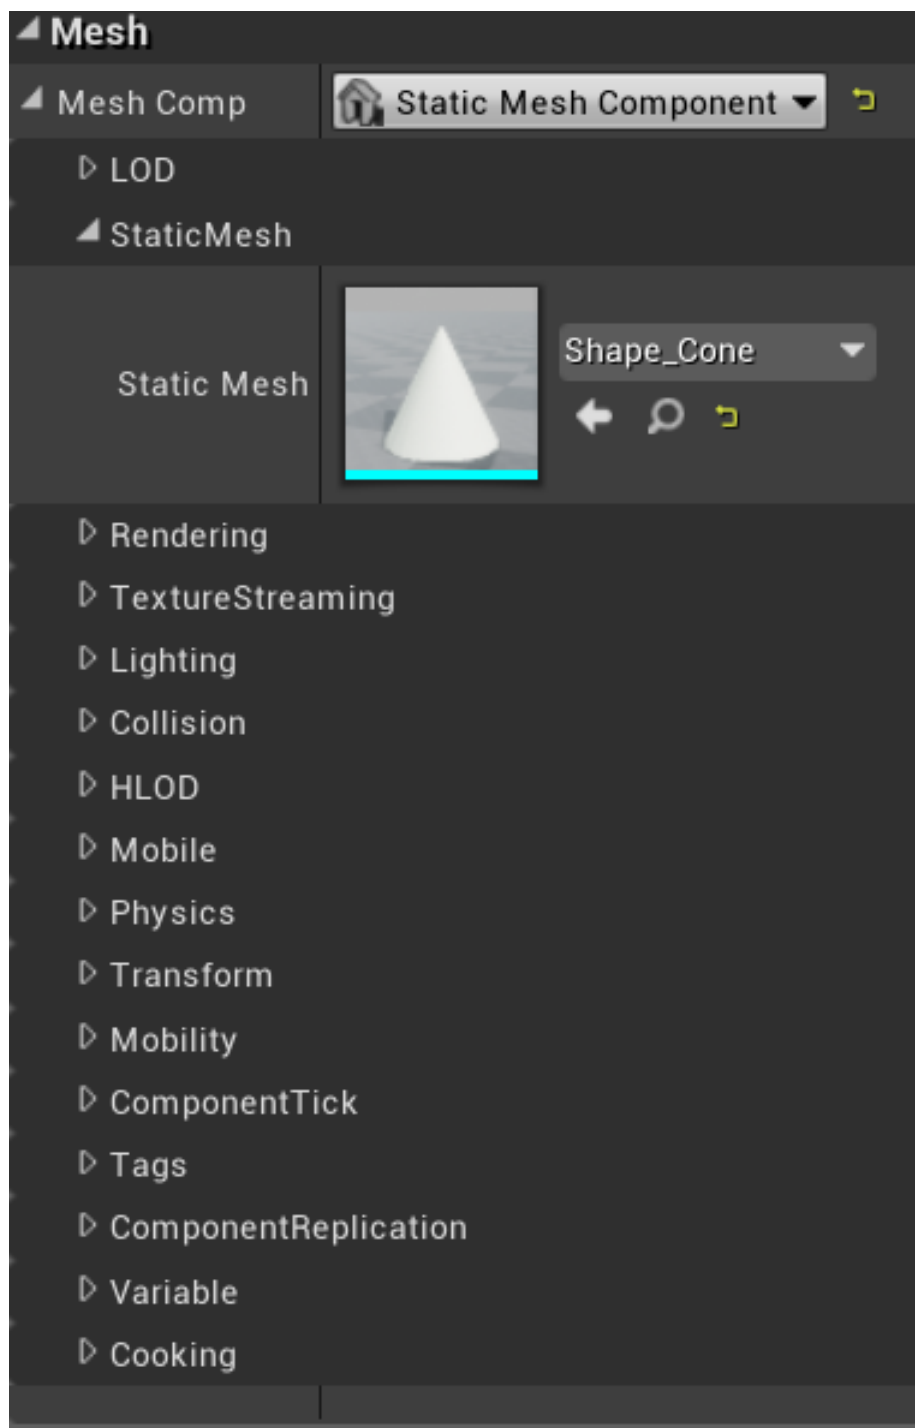 Mesh
Mesh Comp Static Mesh Component
LOD
StaticMesh
Static Mesh Shape_Cone
Rendering
TextureStreaming
Lighting
Collision
HLOD
Mobile
Physics
Transform
Mobility
ComponentTick
Tags
ComponentReplication
Variable
Cooking